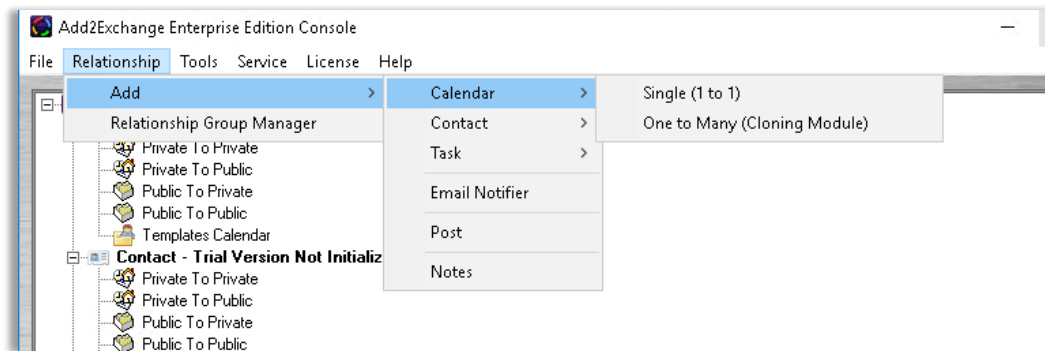 Add2Exchange Enterprise Edition Console
File Relationship Tools Service License Help
Add
Relationship Group Manager
Calendar
Contact
Task
Email Notifier
Post
Notes
Single (1 to 1)
One to Many (Cloning Module)
Private To Private
Private To Public
Public To Private
Public To Public
Templates Calendar
Contact - Trial Version Not Initializ
Private To Private
Private To Public
Public To Private
Public To Public